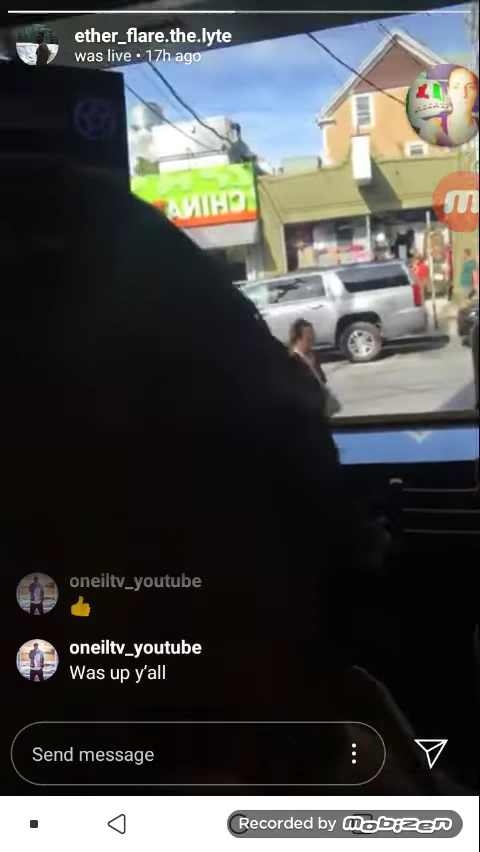 ether_flare.the.lyte
was live • 17h ago
CHINA
oneiltv_youtube
👍
oneiltv_youtube
Was up y'all
Send message
Recorded by mobizen